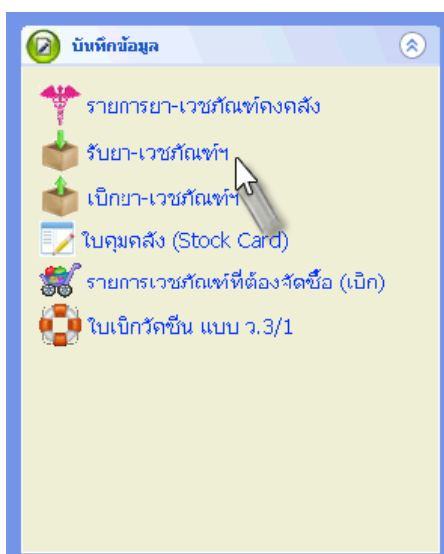 บันทึกข้อมูล
รายการยา-เวชภัณฑ์คงคลัง
รับยา-เวชภัณฑ์ฯ
เบิกยา-เวชภัณฑ์ฯ
ใบคุมคลัง (Stock Card)
รายการเวชภัณฑ์ที่ต้องจัดซื้อ (เบิก)
ใบเบิกวัคซีน แบบ ว.3/1